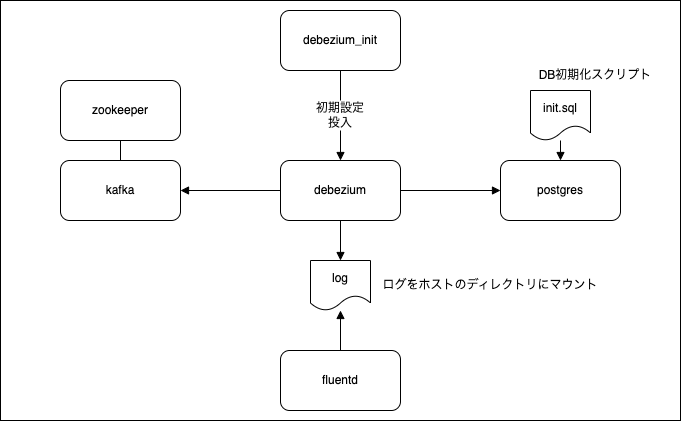 debezium_init
DB初期化スクリプト
zookeeper
初期設定
投入
init.sql
kafka
debezium
postgres
log
ログをホストのディレクトリにマウント
fluentd